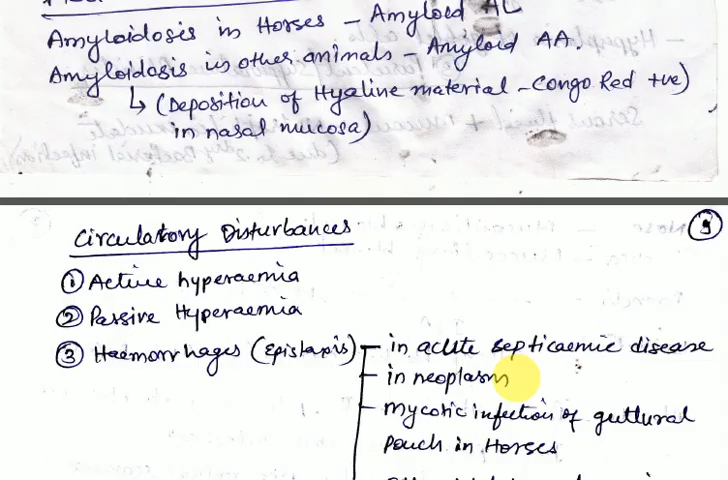 Amyloidosis in Horses – Amyloid AL
Amyloidosis in other animals – Amyloid AA.
↳ (Deposition of Hyaline material – Congo Red +ve)
in nasal mucosa)
Circulatory Disturbances
① Active hyperaemia
② Passive Hyperaemia
③ Haemorrhages (Epistaxis) – in acute septicaemic disease
– in neoplasm
– mycotic infection of guttural
pouch in Horses